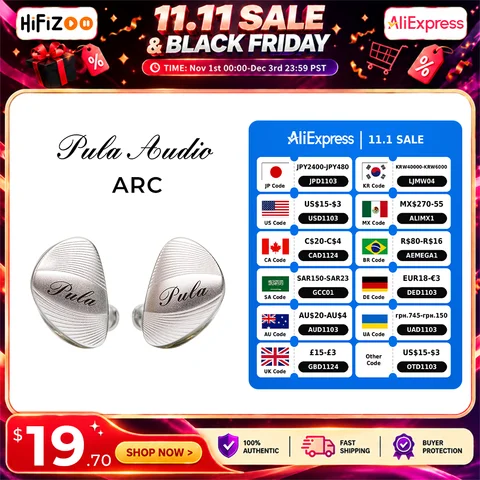 HiFiZOO
11.11 SALE
& BLACK FRIDAY
TIME: Nov 1st 00:00-Dec 3rd 23:59 PST
AliExpress
Pula Audio
ARC
Pula
Pula
AliExpress | 11.1 SALE
JP Code
JPY2400-JPY480
JPD1103
KR Code
KRW40000-KRW6000
LJMW04
US Code
US$15-$3
USD1103
MX Code
MX$270-55
ALIMX1
CA Code
C$20-C$4
CAD1124
BR Code
R$80-R$16
AEMEGA1
SA Code
SAR150-SAR23
GCC01
DE Code
EUR18-€3
DED1103
AU Code
AU$20-AU$4
AUD1103
UA Code
грн.745-грн.150
UAD1103
UK Code
£15-£3
GBD1124
Other
Code
US$15-$3
OTD1103
$19.70
SHOP NOW >
100%
AUTHENTIC
FAST
SHIPPING
BUYER
PROTECTION